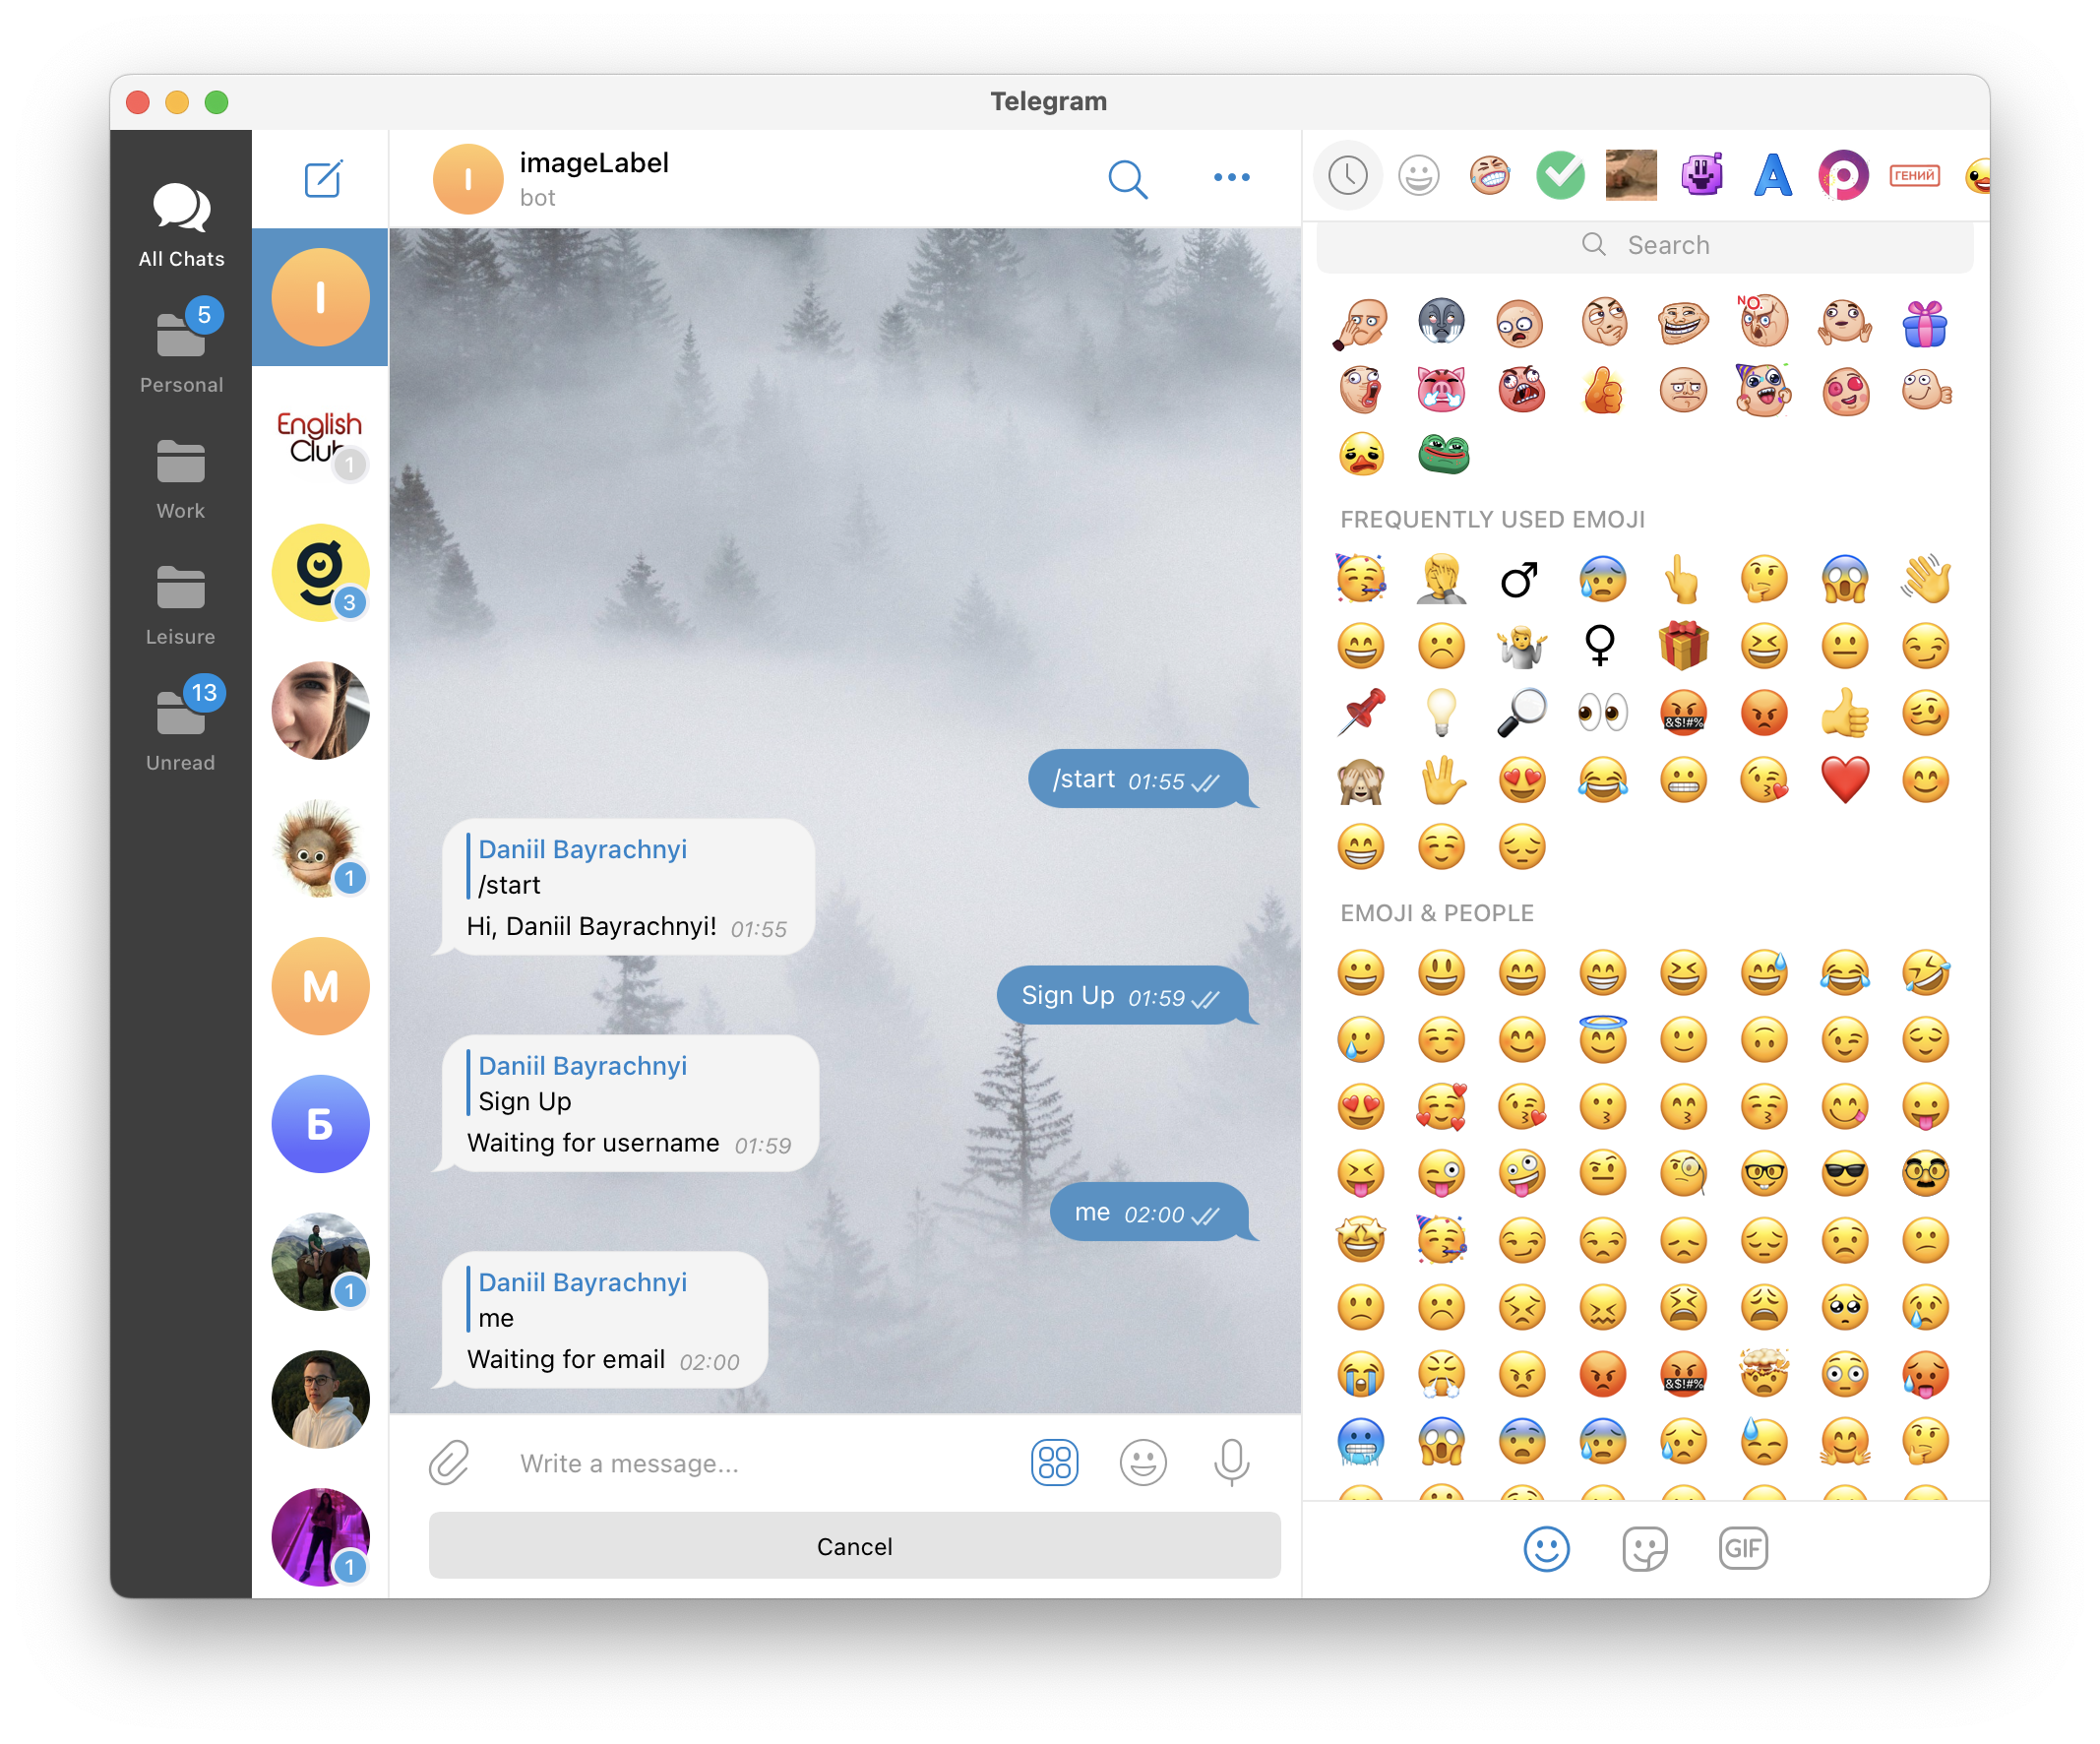 Telegram
All Chats
5
Personal
Work
Leisure
13
Unread
English
Club
1
3
1
M
Б
1
1
I
I
imageLabel
bot
/start 01:55
Daniil Bayrachnyi
/start
Hi, Daniil Bayrachnyi! 01:55
Sign Up 01:59
Daniil Bayrachnyi
Sign Up
Waiting for username 01:59
me 02:00
Daniil Bayrachnyi
me
Waiting for email 02:00
Write a message...
Cancel
ГЕНИЙ
Search
NO.
FREQUENTLY USED EMOJI
&$!#%
EMOJI & PEOPLE
&$!#%
GIF